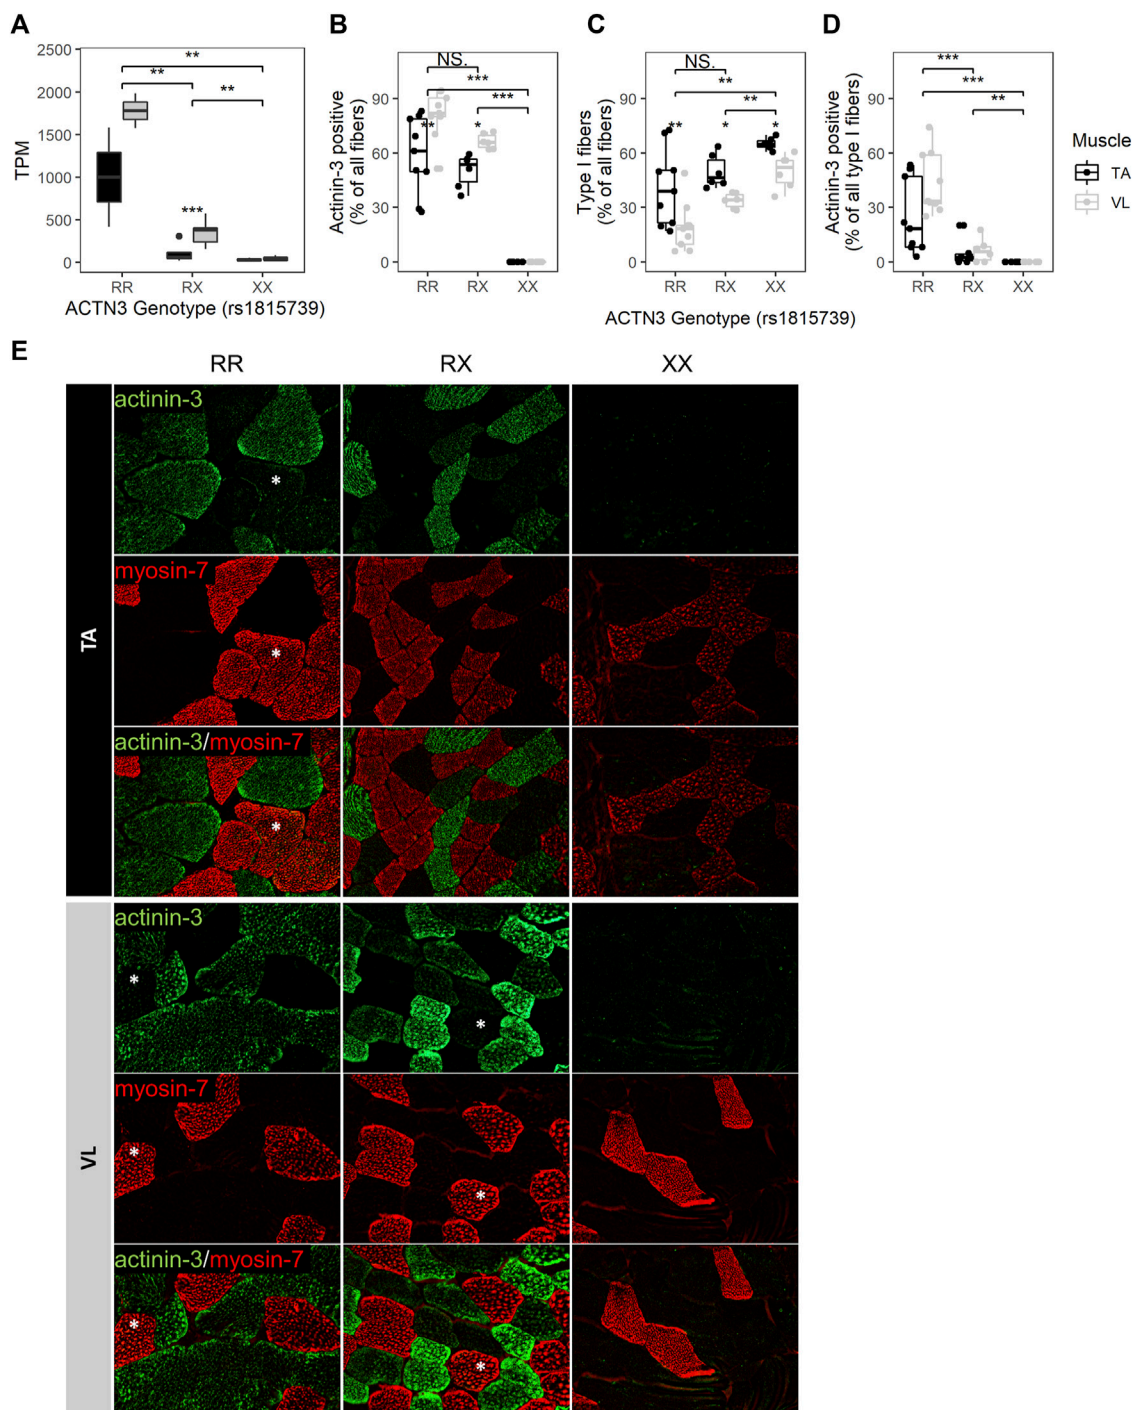 A
B
C
D
2500
2000
1500
1000
500
0
TPM
**
**
**
***
RR
RX
XX
ACTN3 Genotype (rs1815739)
Actinin-3 positive
(% of all fibers)
90
60
30
0
NS.
***
***
**
*
RR
RX
XX
Type I fibers
(% of all fibers)
90
60
30
0
NS.
**
**
**
*
*
RR
RX
XX
ACTN3 Genotype (rs1815739)
Actinin-3 positive
(% of all type I fibers)
90
60
30
0
***
***
**
RR
RX
XX
Muscle
TA
VL
E
RR
RX
XX
TA
actinin-3
*
myosin-7
*
actinin-3/myosin-7
*
VL
actinin-3
*
*
myosin-7
*
*
actinin-3/myosin-7
*
*